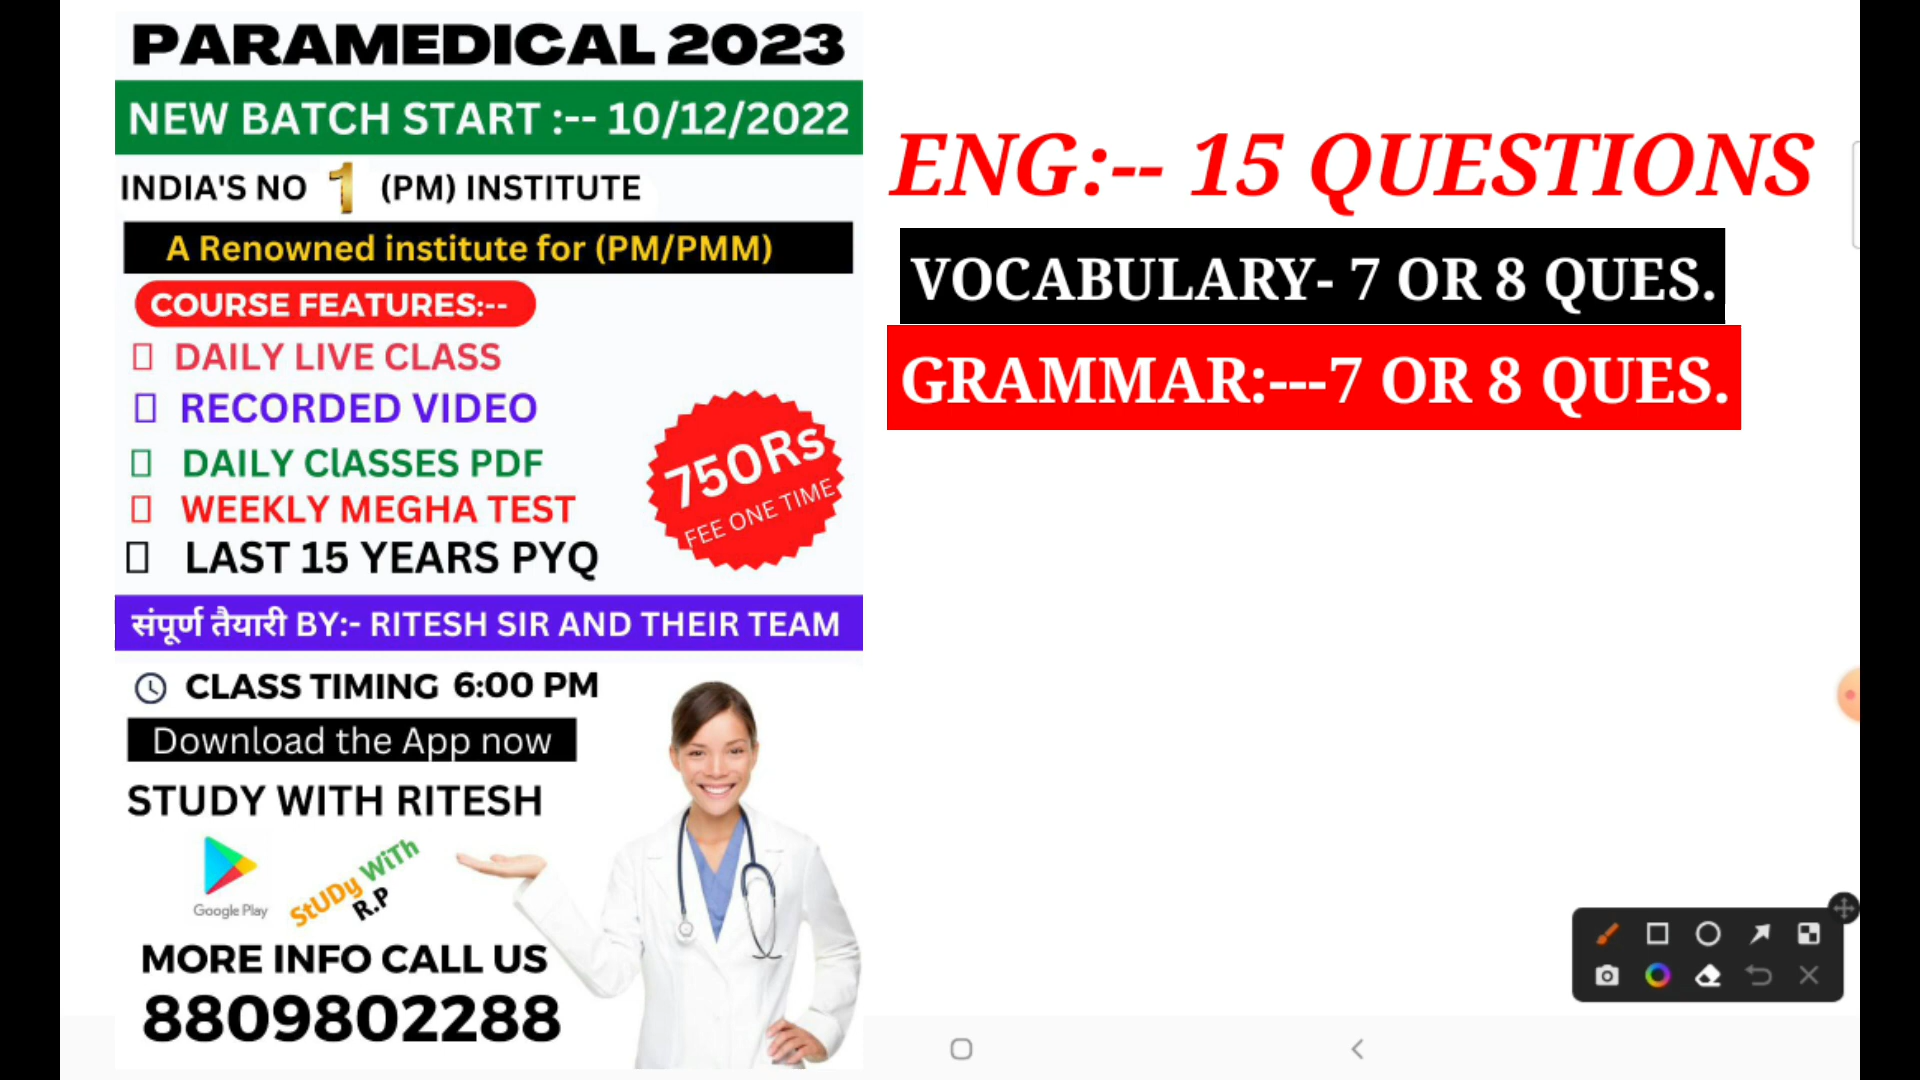 PARAMEDICAL 2023
NEW BATCH START :-- 10/12/2022
INDIA'S NO 1 (PM) INSTITUTE
A Renowned institute for (PM/PMM)
COURSE FEATURES:--
DAILY LIVE CLASS
RECORDED VIDEO
DAILY ClASSES PDF
WEEKLY MEGHA TEST
LAST 15 YEARS PYQ
750Rs
FEE ONE TIME
संपूर्ण तैयारी BY:- RITESH SIR AND THEIR TEAM
CLASS TIMING 6:00 PM
Download the App now
STUDY WITH RITESH
Google Play
StUDy WiTh
R.P
MORE INFO CALL US
8809802288
ENG:-- 15 QUESTIONS
VOCABULARY- 7 OR 8 QUES.
GRAMMAR:---7 OR 8 QUES.